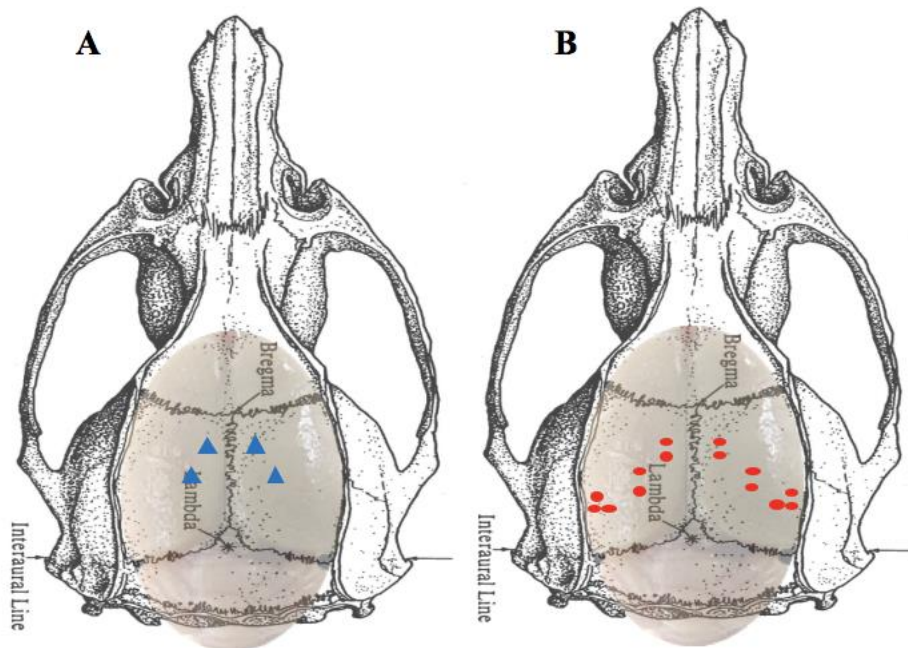 A
Bregma
Lambda
Interaural Line
B
Bregma
Lambda
Interaural Line